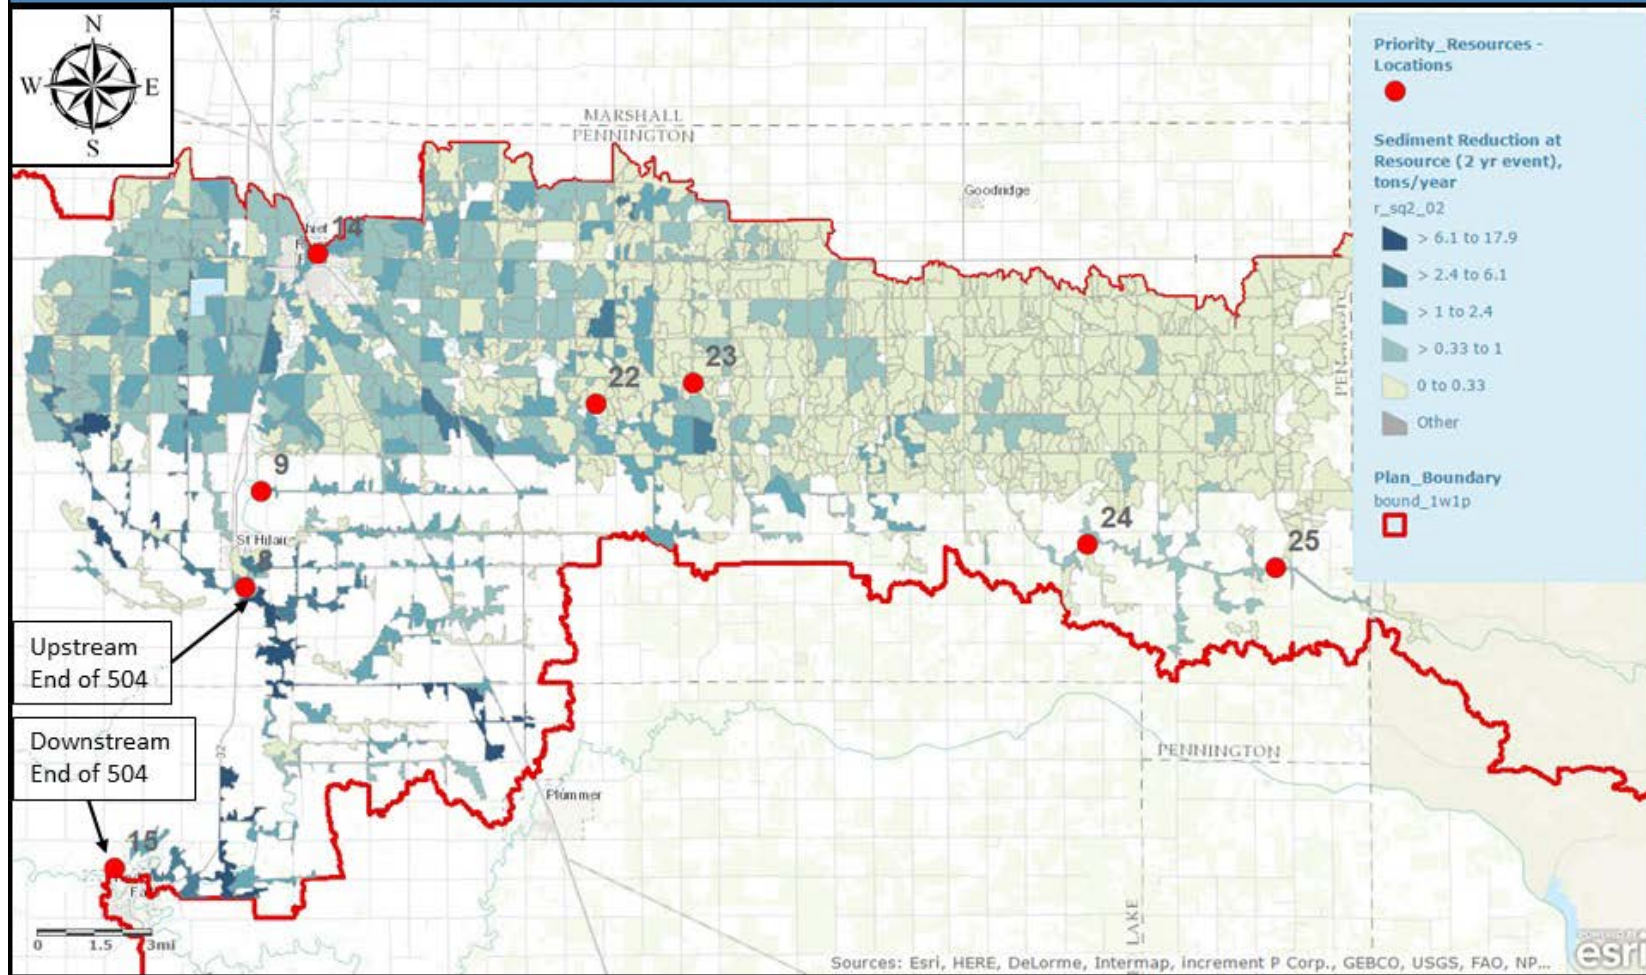 N
W
E
S
MARSHALL
PENNINGTON
Goodridge
14
23
22
9
24
25
St Hilaire
8
Upstream
End of 504
Downstream
End of 504
PENNINGTON
Plummer
15
LAKE
0 1.5 3mi
Priority_Resources -
Locations
Sediment Reduction at
Resource (2 yr event),
tons/year
r_sq2_02
> 6.1 to 17.9
> 2.4 to 6.1
> 1 to 2.4
> 0.33 to 1
0 to 0.33
Other
Plan_Boundary
bound_1w1p
Sources: Esri, HERE, DeLorme, Intermap, increment P Corp., GEBCO, USGS, FAO, NP...
esri